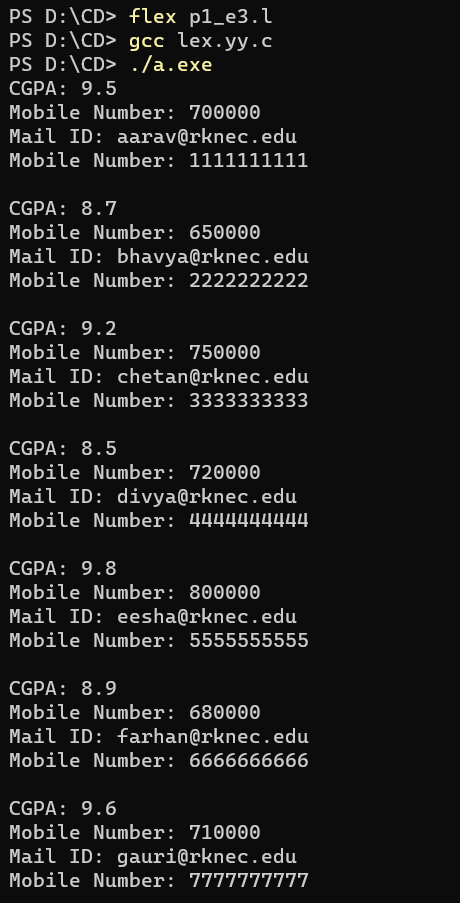 PS D:\CD> flex p1_e3.l
PS D:\CD> gcc lex.yy.c
PS D:\CD> ./a.exe
CGPA: 9.5
Mobile Number: 700000
Mail ID: aarav@rknec.edu
Mobile Number: 1111111111

CGPA: 8.7
Mobile Number: 650000
Mail ID: bhavya@rknec.edu
Mobile Number: 2222222222

CGPA: 9.2
Mobile Number: 750000
Mail ID: chetan@rknec.edu
Mobile Number: 3333333333

CGPA: 8.5
Mobile Number: 720000
Mail ID: divya@rknec.edu
Mobile Number: 4444444444

CGPA: 9.8
Mobile Number: 800000
Mail ID: eesha@rknec.edu
Mobile Number: 5555555555

CGPA: 8.9
Mobile Number: 680000
Mail ID: farhan@rknec.edu
Mobile Number: 6666666666

CGPA: 9.6
Mobile Number: 710000
Mail ID: gauri@rknec.edu
Mobile Number: 7777777777